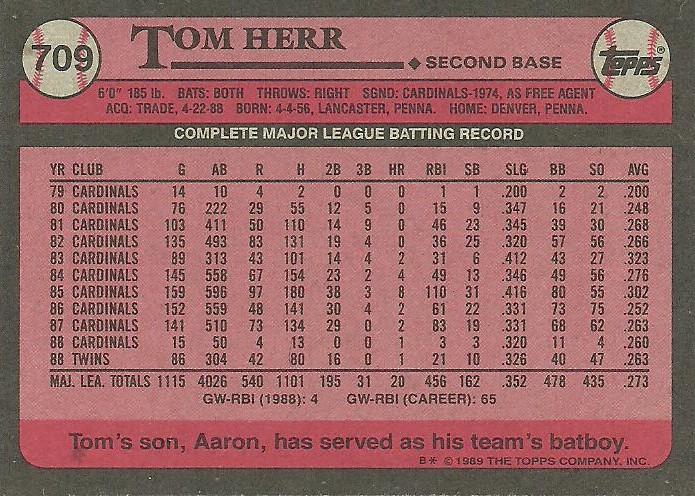 709 TOM HERR
◆ SECOND BASE
TOPPS®
6'0" 185 lb. BATS: BOTH THROWS: RIGHT SGND: CARDINALS-1974, AS FREE AGENT
ACQ: TRADE, 4-22-88 BORN: 4-4-56, LANCASTER, PENNA. HOME: DENVER, PENNA.
COMPLETE MAJOR LEAGUE BATTING RECORD
YR CLUB G AB R H 2B 3B HR RBI SB SLG BB SO AVG
79 CARDINALS 14 10 4 2 0 0 0 1 1 .200 2 2 .200
80 CARDINALS 76 222 29 55 12 5 0 15 9 .347 16 21 .248
81 CARDINALS 103 411 50 110 14 9 0 46 23 .345 39 30 .268
82 CARDINALS 135 493 83 131 19 4 0 36 25 .320 57 56 .266
83 CARDINALS 89 313 43 101 14 4 2 31 6 .412 43 27 .323
84 CARDINALS 145 558 67 154 23 2 4 49 13 .346 49 56 .276
85 CARDINALS 159 596 97 180 38 3 8 110 31 .416 80 55 .302
86 CARDINALS 152 559 48 141 30 4 2 61 22 .331 73 75 .252
87 CARDINALS 141 510 73 134 29 0 2 83 19 .331 68 62 .263
88 CARDINALS 15 50 4 13 0 0 1 3 3 .320 11 4 .260
88 TWINS 86 304 42 80 16 0 1 21 10 .326 40 47 .263
MAJ. LEA. TOTALS 1115 4026 540 1101 195 31 20 456 162 .352 478 435 .273
GW-RBI (1988): 4 GW-RBI (CAREER): 65
Tom's son, Aaron, has served as his team's batboy.
B* © 1989 THE TOPPS COMPANY, INC.